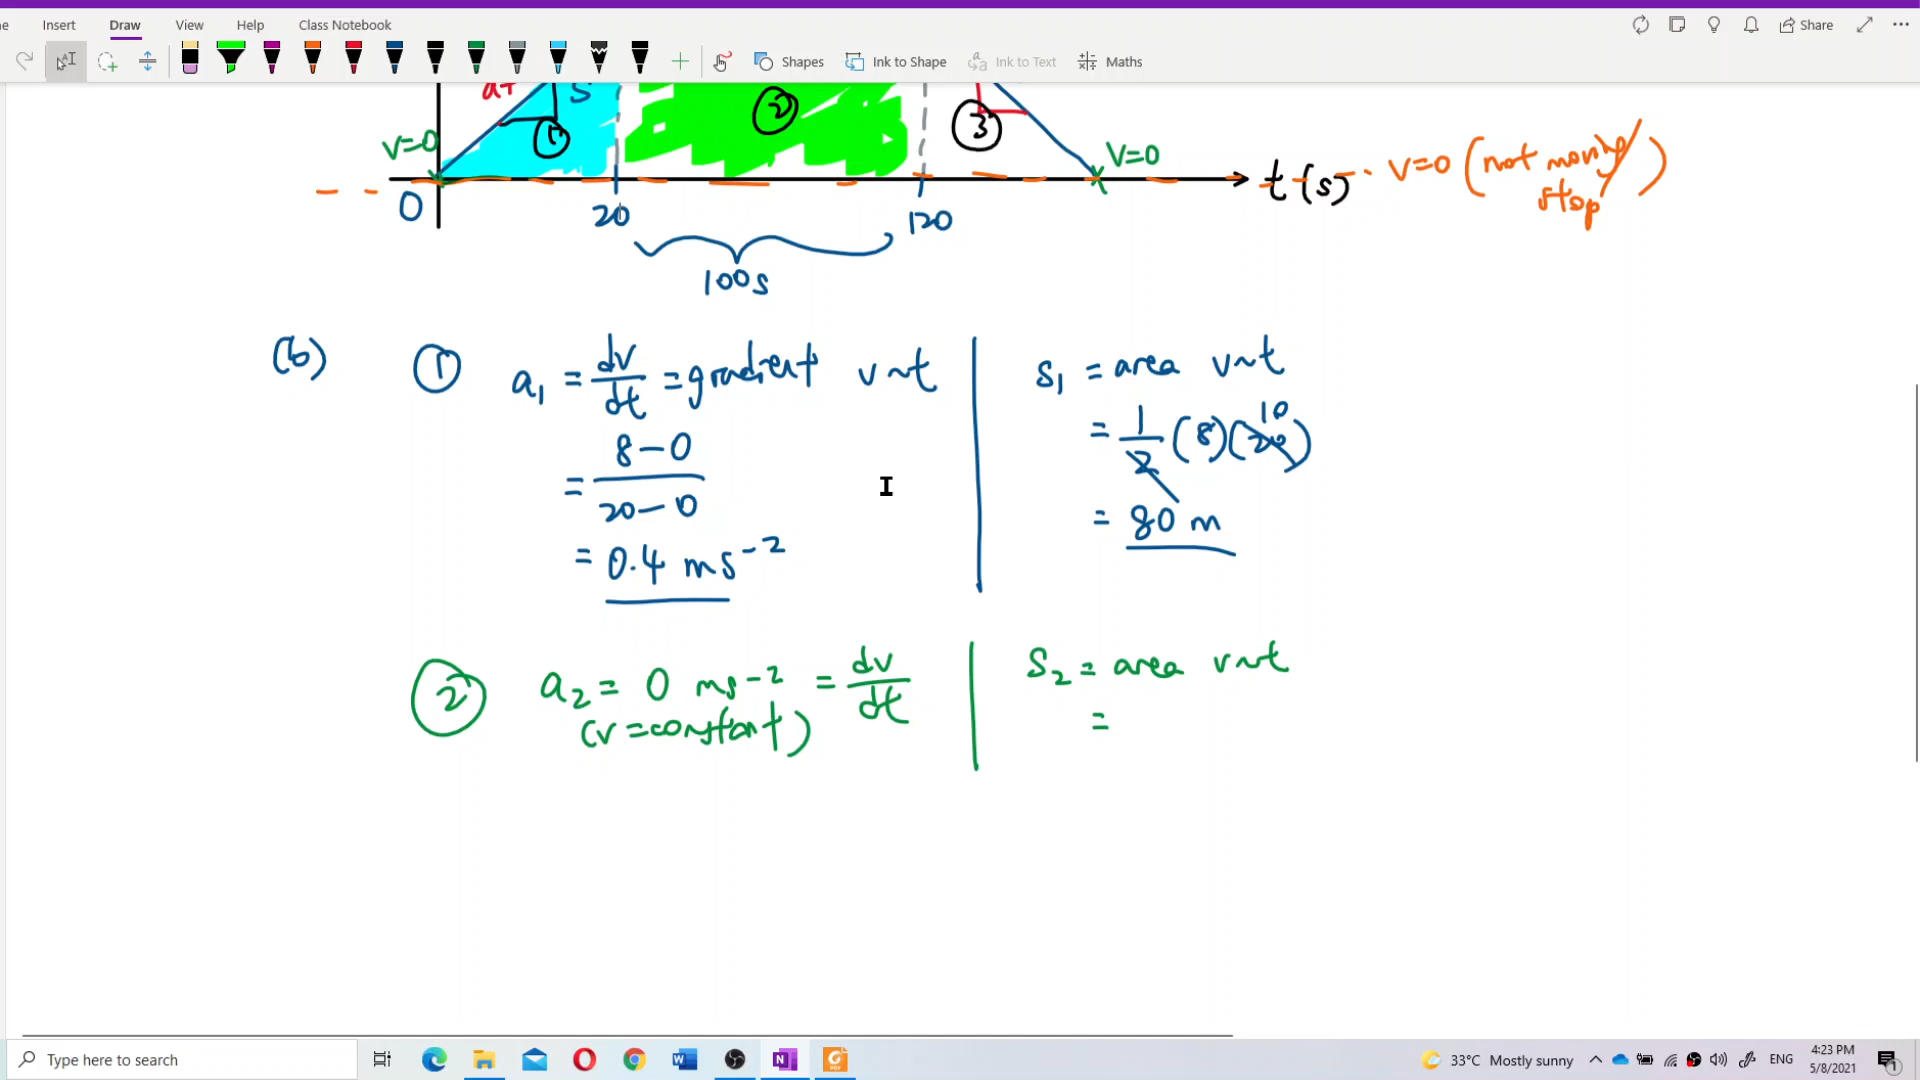 Insert Draw View Help Class Notebook
Share
Shapes Ink to Shape Ink to Text Maths
a+ S
V=0 ① ② ③ V=0
t (s) V=0 (not moving/ stop)
0 20 120
100s
(b) ① a₁ = dv/dt = gradient v~t
= 8-0 / 20-0
= 0.4 ms⁻²
s₁ = area v~t
= 1/2 (8)(20) 10
= 80 m
② a₂ = 0 ms⁻² = dv/dt
(v = constant)
S₂ = area v~t
=
Type here to search
33°C Mostly sunny
ENG
4:23 PM
5/8/2021
1